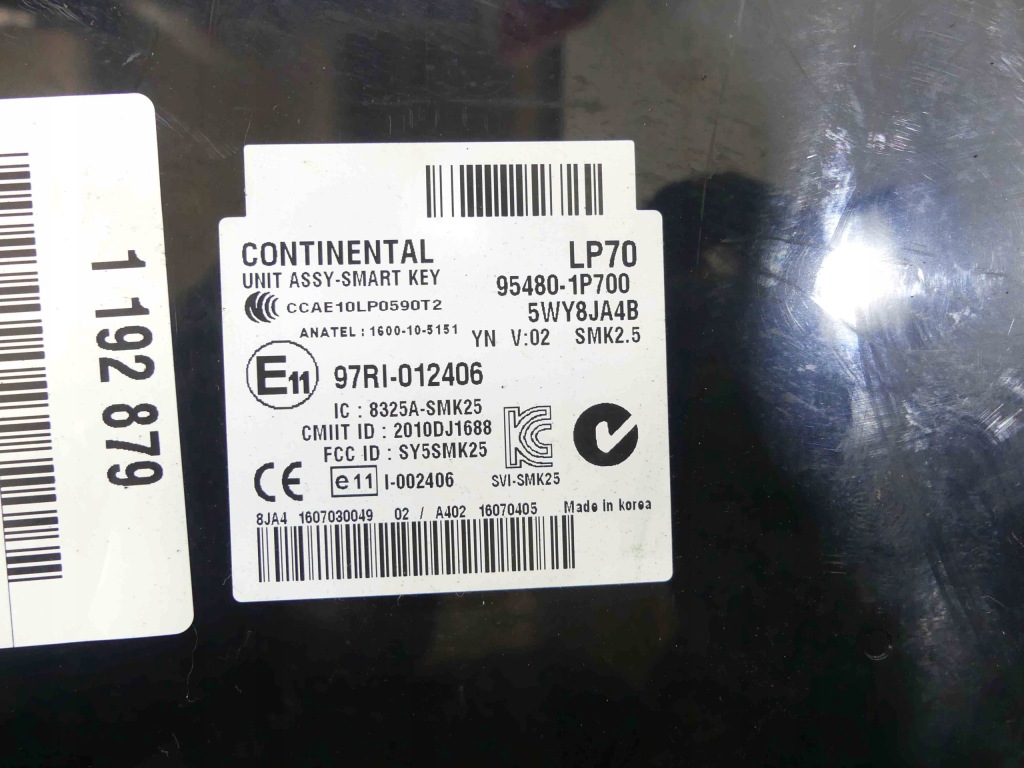 1 192 879
CONTINENTAL LP70
UNIT ASSY-SMART KEY 95480-1P700
CCAE10LP0590T2 5WY8JA4B
ANATEL : 1600-10-5151 YN V:02 SMK2.5
E11 97RI-012406
IC : 8325A-SMK25
CMIIT ID : 2010DJ1688
FCC ID : SY5SMK25
CE e11 I-002406 SVI-SMK25
8JA4 1607030049 02 / A402 16070405 Made in korea